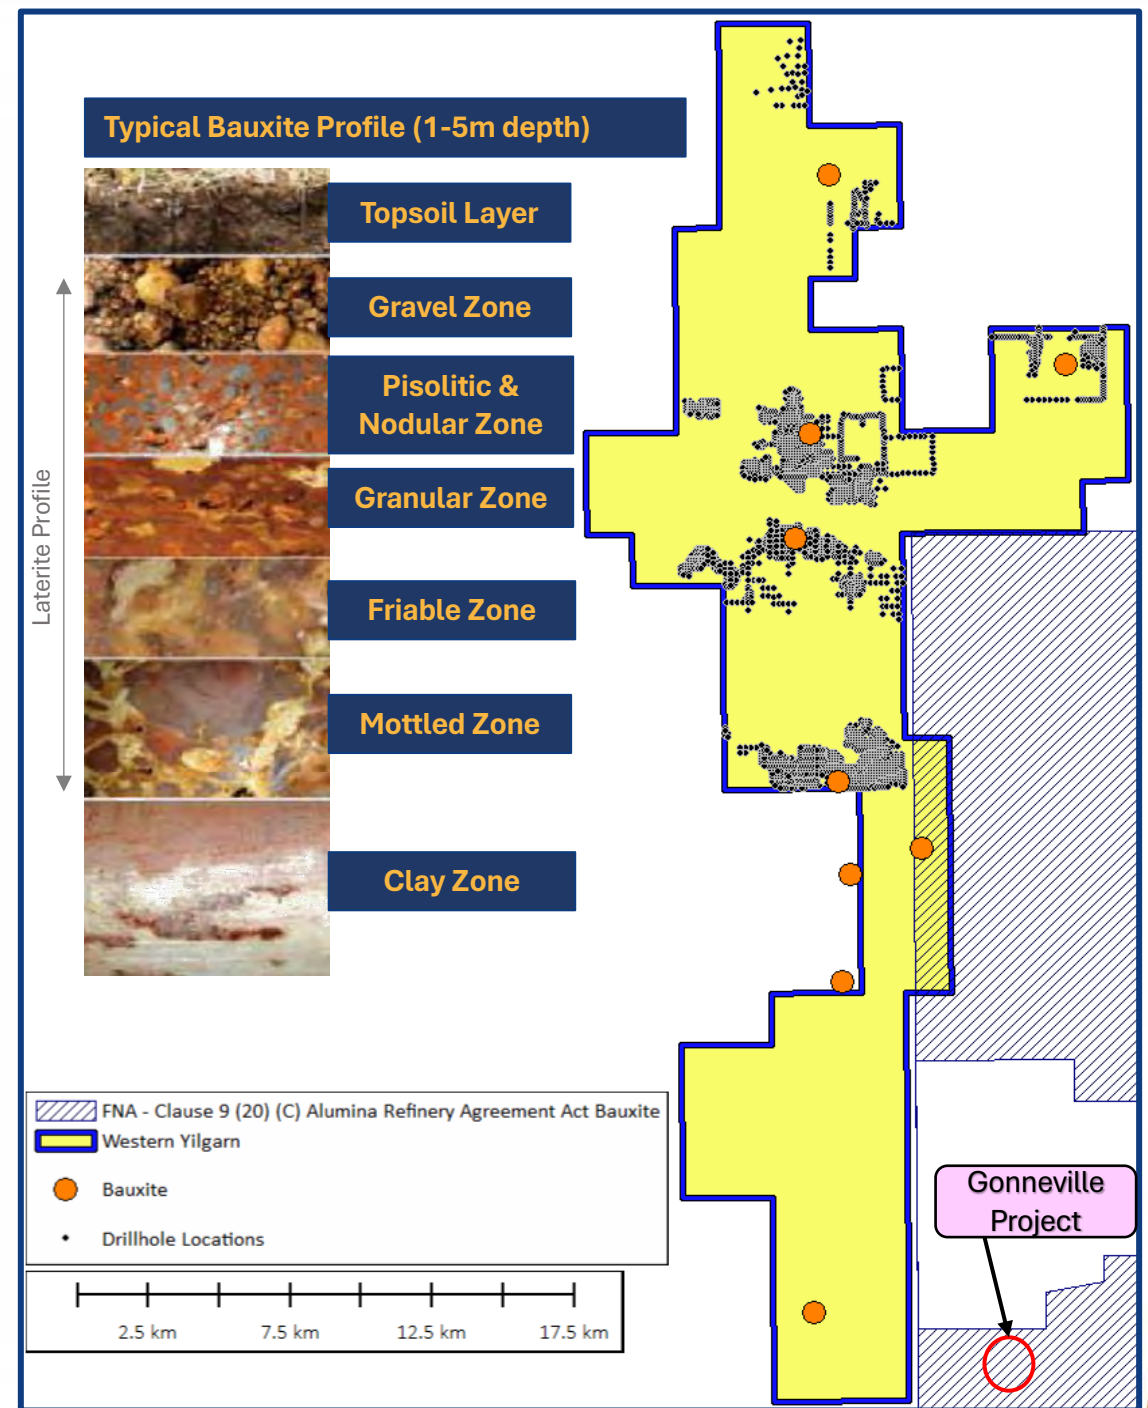 Typical Bauxite Profile (1-5m depth)
Topsoil Layer
Gravel Zone
Pisolitic &
Nodular Zone
Granular Zone
Friable Zone
Mottled Zone
Clay Zone
Laterite Profile
FNA - Clause 9 (20) (C) Alumina Refinery Agreement Act Bauxite
Western Yilgarn
Bauxite
Drillhole Locations
2.5 km 7.5 km 12.5 km 17.5 km
Gonneville
Project